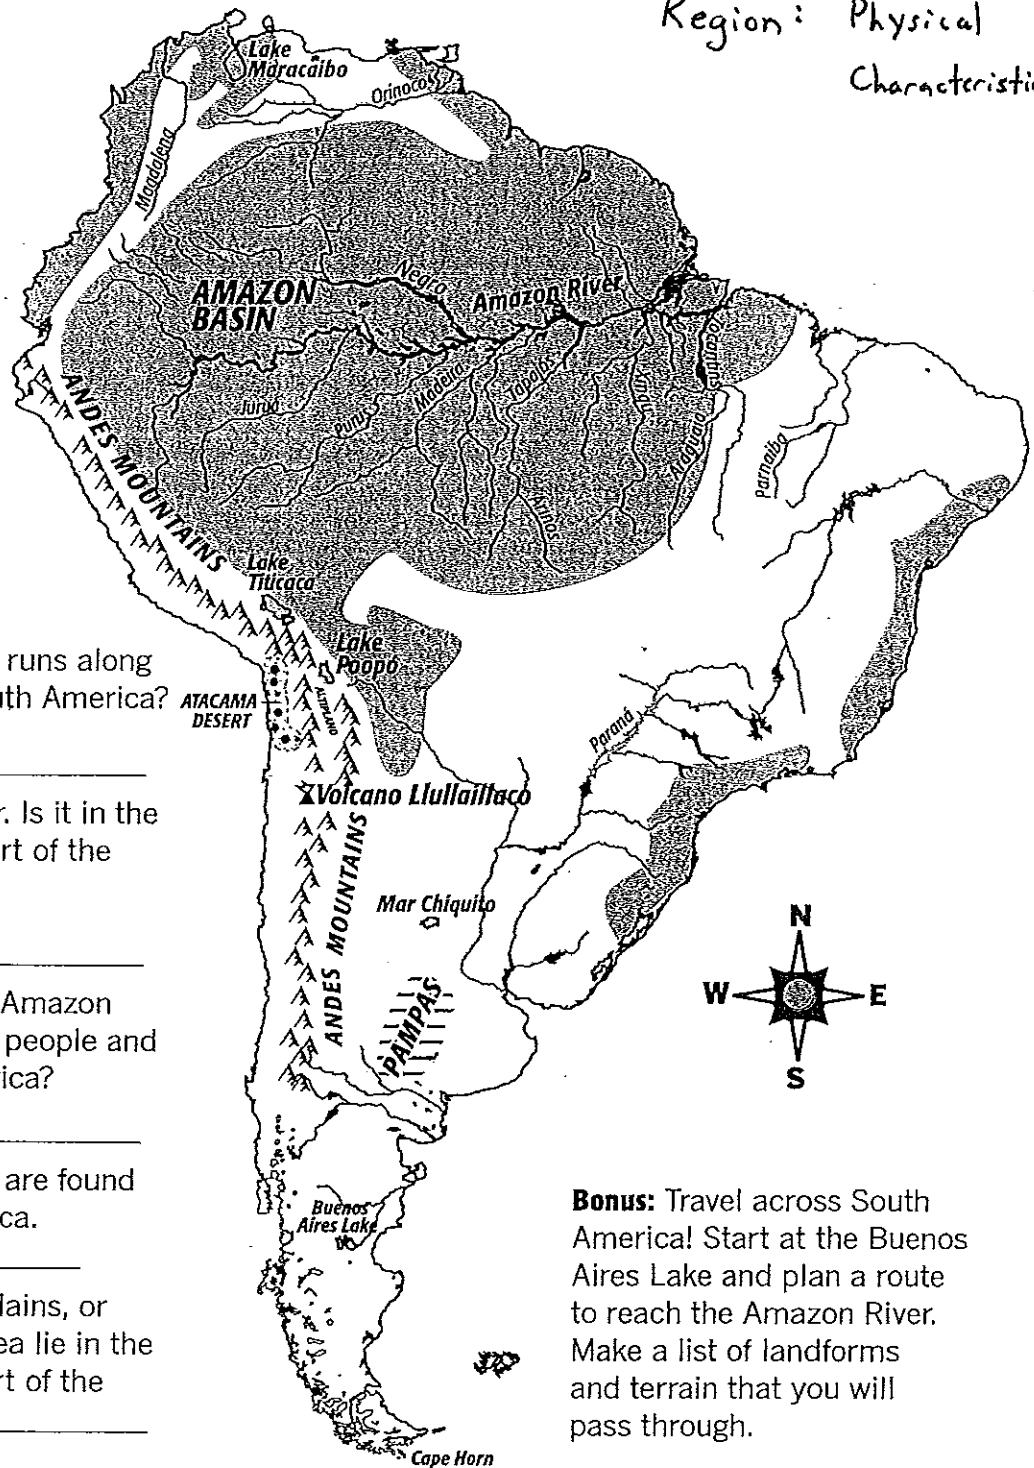 Region: Physical
Characteristi
Lake
Maracaibo
Orinoco
Magdalena
AMAZON
BASIN
Negro
Amazon River
Tocantins
Juruá
Purus
Madeira
Tapajós
Xingu
Araguaia
Parnaíba
Arinos
ANDES MOUNTAINS
Lake
Titicaca
Lake
Poopó
ATACAMA
DESERT
ALTIPLANO
Paraná
Volcano Llullaillaco
ANDES MOUNTAINS
Mar Chiquito
PAMPAS
N
W
E
S
Buenos
Aires Lake
Cape Horn
runs along
uth America?
r. Is it in the
rt of the
Amazon
people and
ica?
are found
ca.
lains, or
ea lie in the
rt of the
Bonus: Travel across South
America! Start at the Buenos
Aires Lake and plan a route
to reach the Amazon River.
Make a list of landforms
and terrain that you will
pass through.